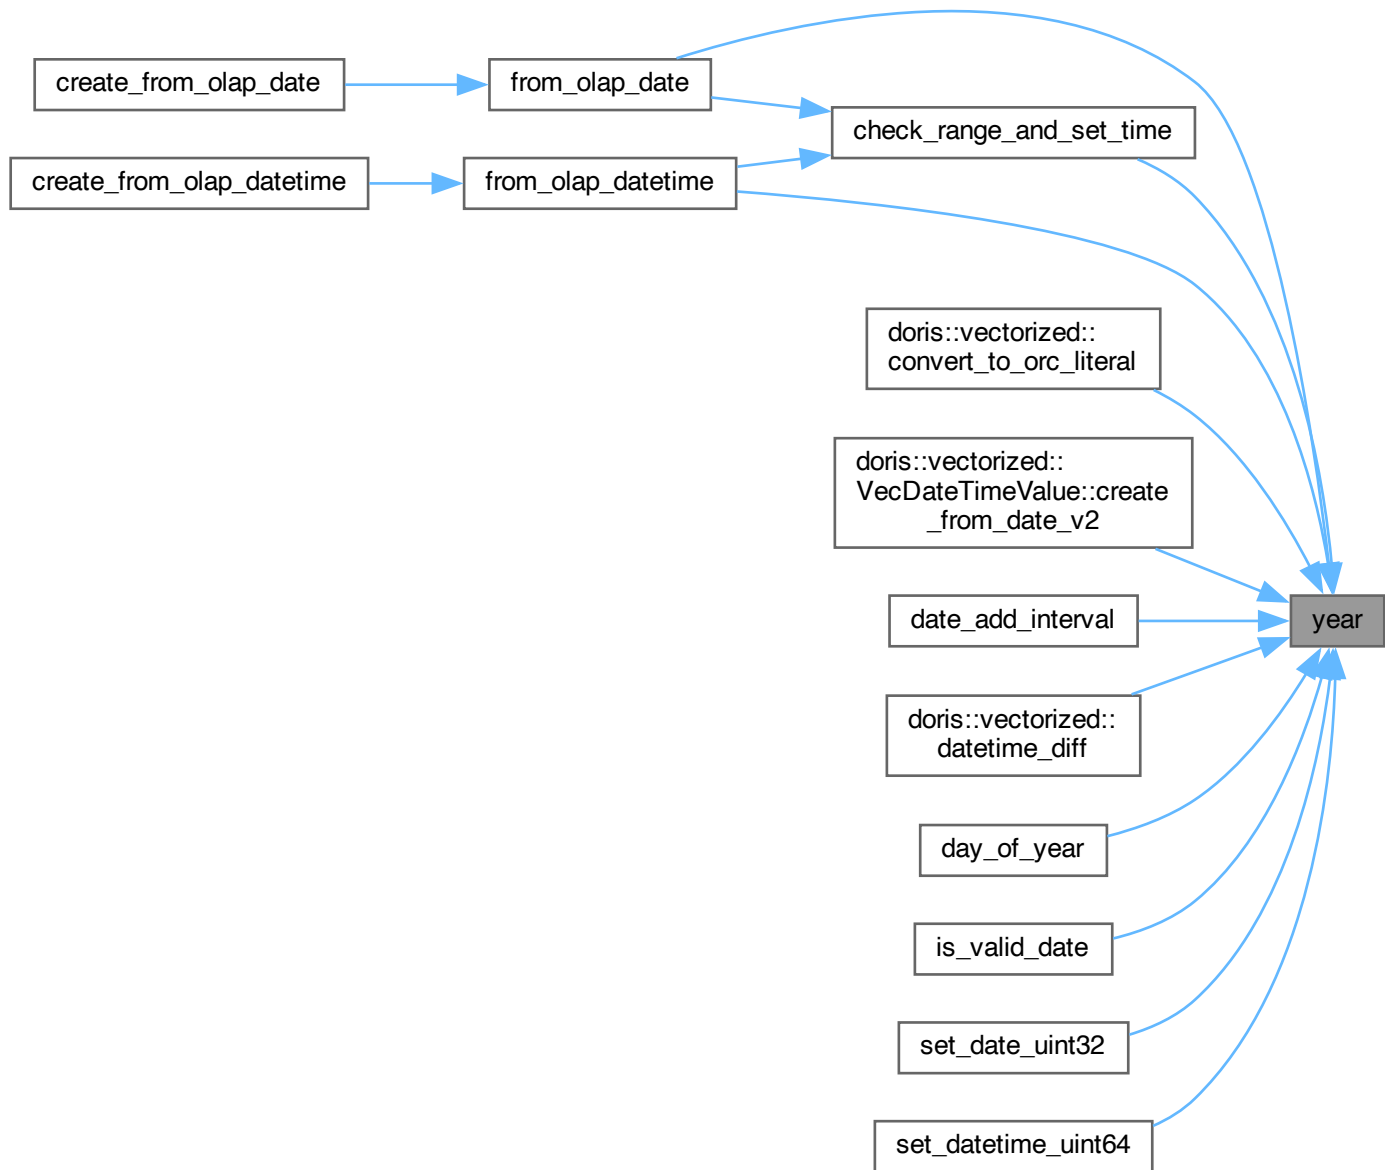 create_from_olap_date
from_olap_date
check_range_and_set_time
create_from_olap_datetime
from_olap_datetime
doris::vectorized::
convert_to_orc_literal
doris::vectorized::
VecDateTimeValue::create
_from_date_v2
date_add_interval
year
doris::vectorized::
datetime_diff
day_of_year
is_valid_date
set_date_uint32
set_datetime_uint64